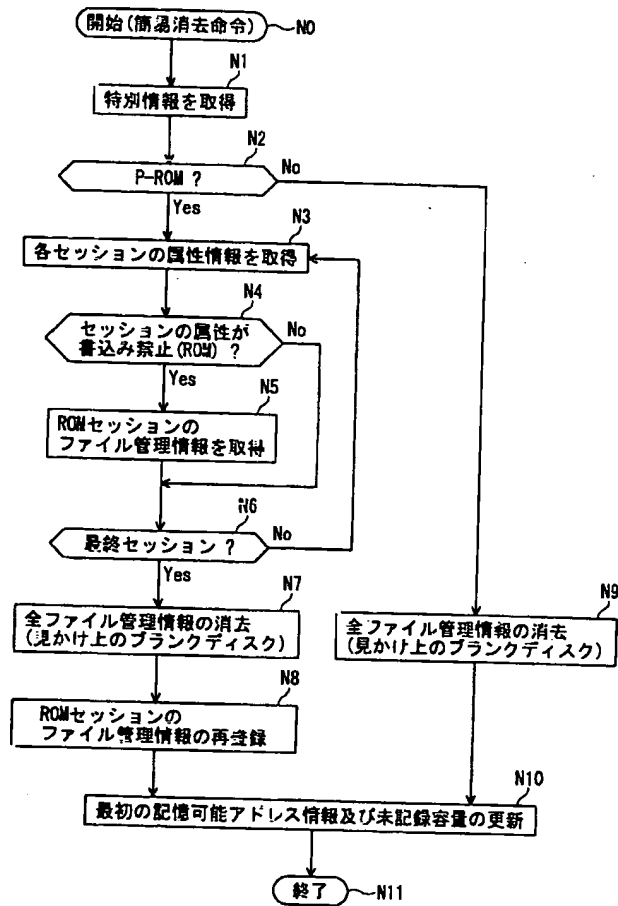 開始(簡易消去命令)
N0
N1
特別情報を取得
N2
P-ROM ?
No
Yes
N3
各セッションの属性情報を取得
N4
セッションの属性が
書込み禁止(ROM) ?
No
Yes
N5
ROMセッションの
ファイル管理情報を取得
N6
最終セッション ?
No
Yes
N7
全ファイル管理情報の消去
(見かけ上のブランクディスク)
N9
全ファイル管理情報の消去
(見かけ上のブランクディスク)
N8
ROMセッションの
ファイル管理情報の再登録
N10
最初の記憶可能アドレス情報及び未記録容量の更新
終了
N11